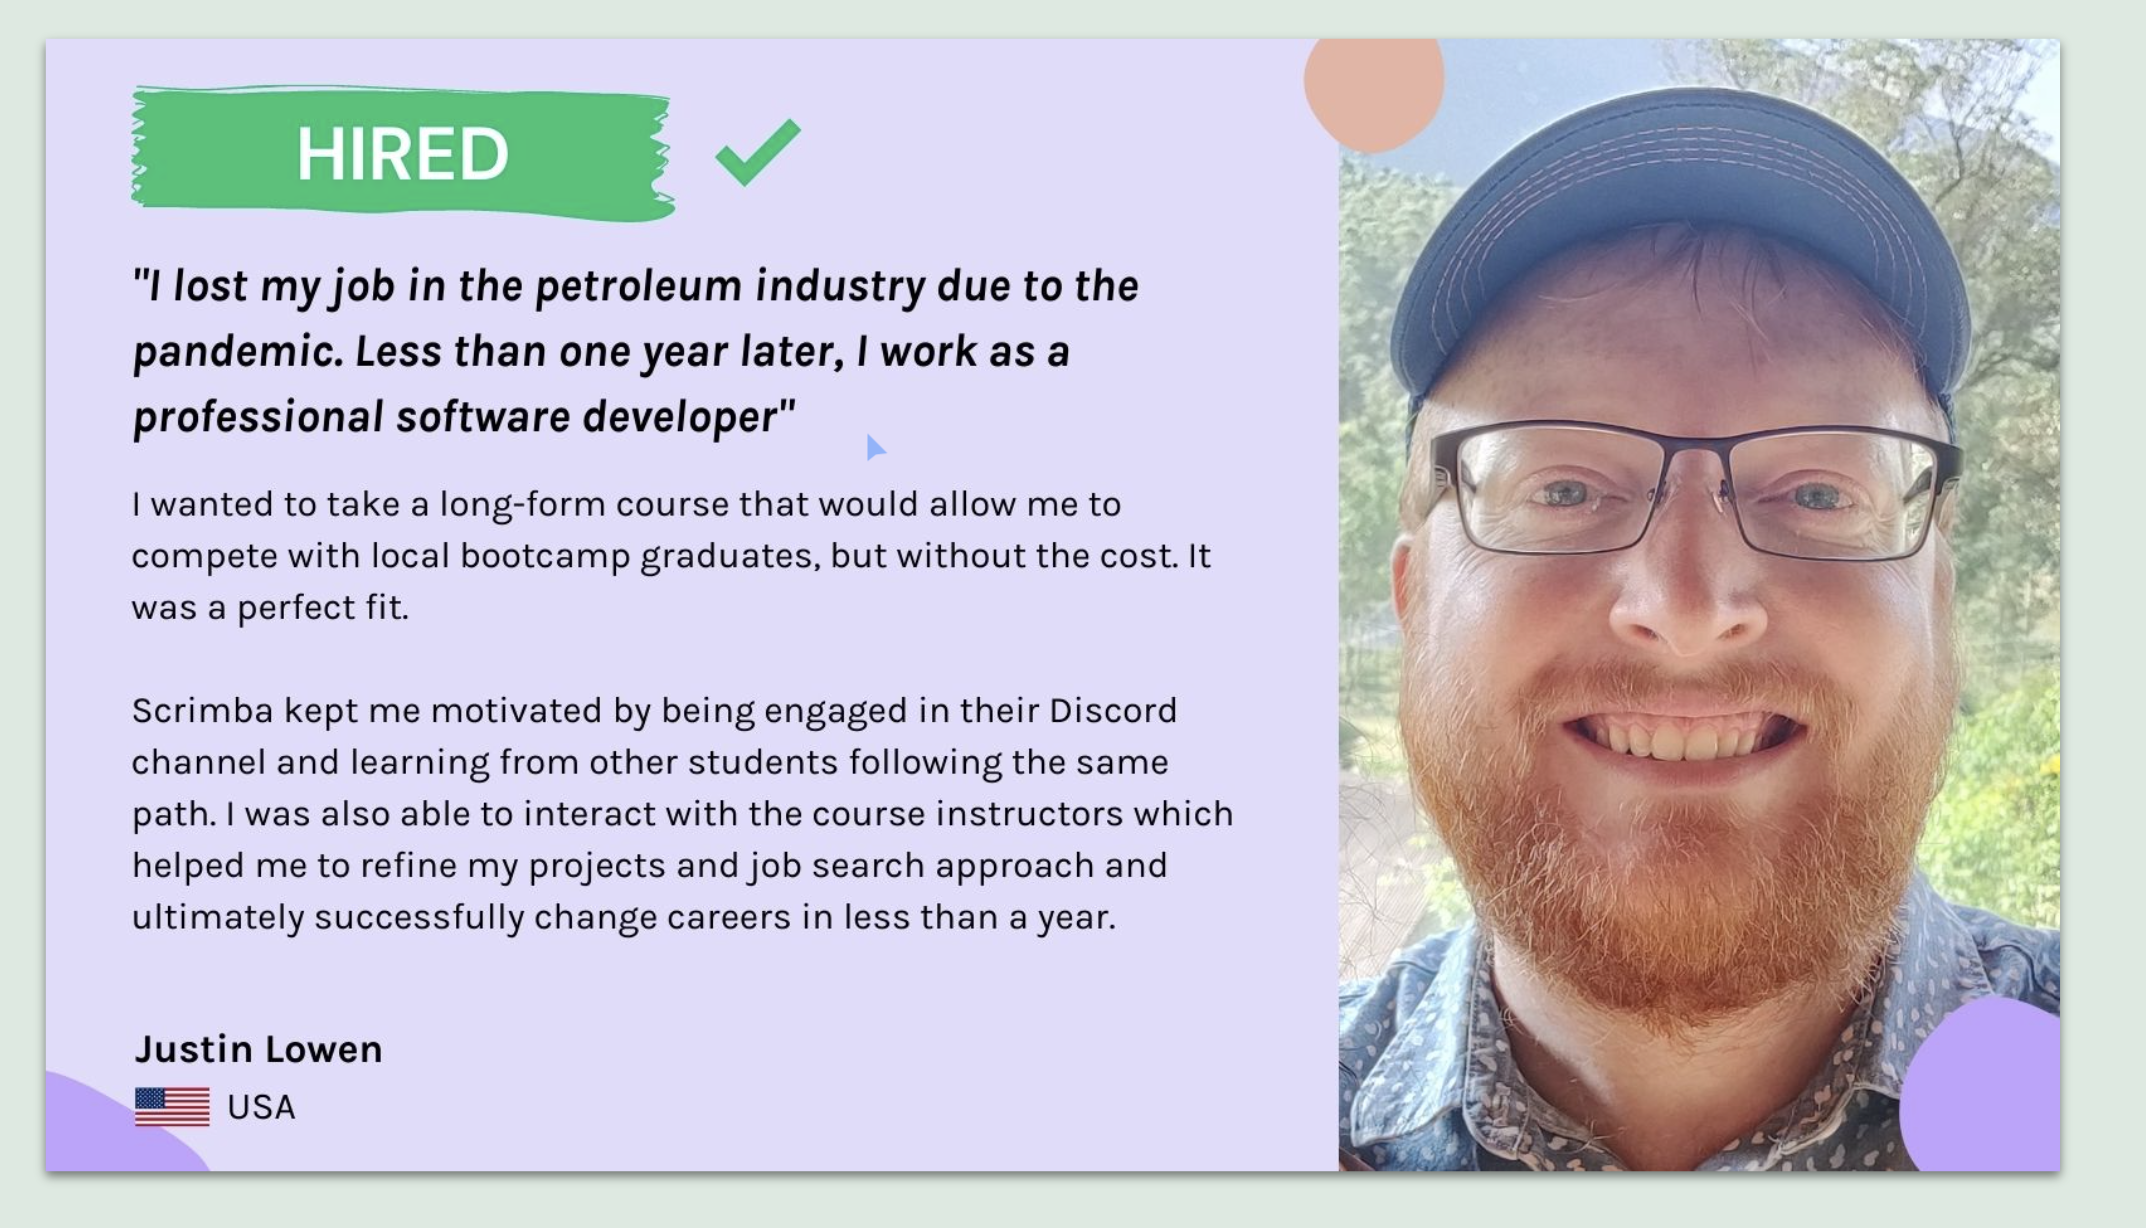 HIRED
"I lost my job in the petroleum industry due to the
pandemic. Less than one year later, I work as a
professional software developer"
I wanted to take a long-form course that would allow me to
compete with local bootcamp graduates, but without the cost. It
was a perfect fit.
Scrimba kept me motivated by being engaged in their Discord
channel and learning from other students following the same
path. I was also able to interact with the course instructors which
helped me to refine my projects and job search approach and
ultimately successfully change careers in less than a year.
Justin Lowen
USA